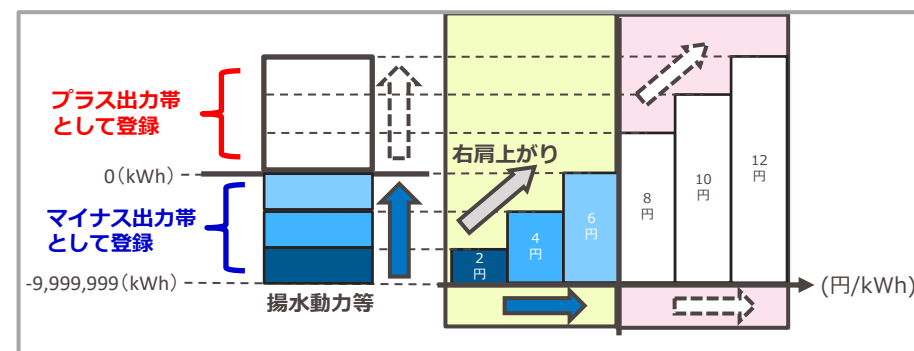 プラス出力帯
として登録
0(kWh)
マイナス出力帯
として登録
-9,999,999(kWh)
揚水動力等
右肩上がり
2
円
4
円
6
円
8
円
10
円
12
円
(円/kWh)